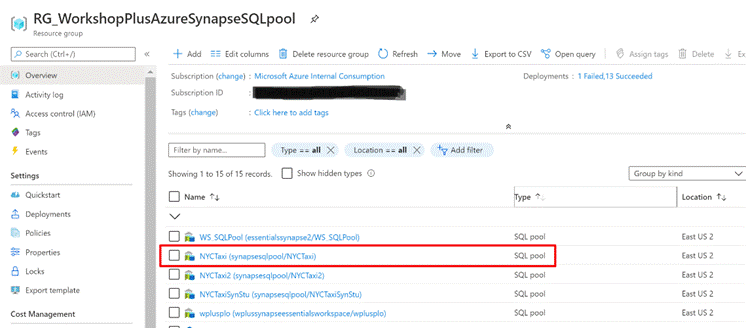 RG_WorkshopPlusAzureSynapseSQLpool
Resource group
Search (Ctrl+/)
«
Add Edit columns Delete resource group Refresh Move Export to CSV Open query Assign tags Delete
Overview
Activity log
Access control (IAM)
Tags
Events
Settings
Quickstart
Deployments
Policies
Properties
Locks
Export template
Cost Management
Subscription (change) : Microsoft Azure Internal Consumption
Deployments : 1 Failed,13 Succeeded
Subscription ID :
Tags (change) : Click here to add tags
Filter by name...
Type == all
Location == all
Add filter
Showing 1 to 15 of 15 records.
Show hidden types
Group by kind
Name Type Location
WS_SQLPool (essentialssynapse2/WS_SQLPool) SQL pool East US 2
NYCTaxi (synapsesqlpool/NYCTaxi) SQL pool East US 2
NYCTaxi2 (synapsesqlpool/NYCTaxi2) SQL pool East US 2
NYCTaxiSynStu (synapsesqlpool/NYCTaxiSynStu) SQL pool East US 2
wplusplo (wplussynapseessentialsworkspace/wplusplo) SQL pool East US 2